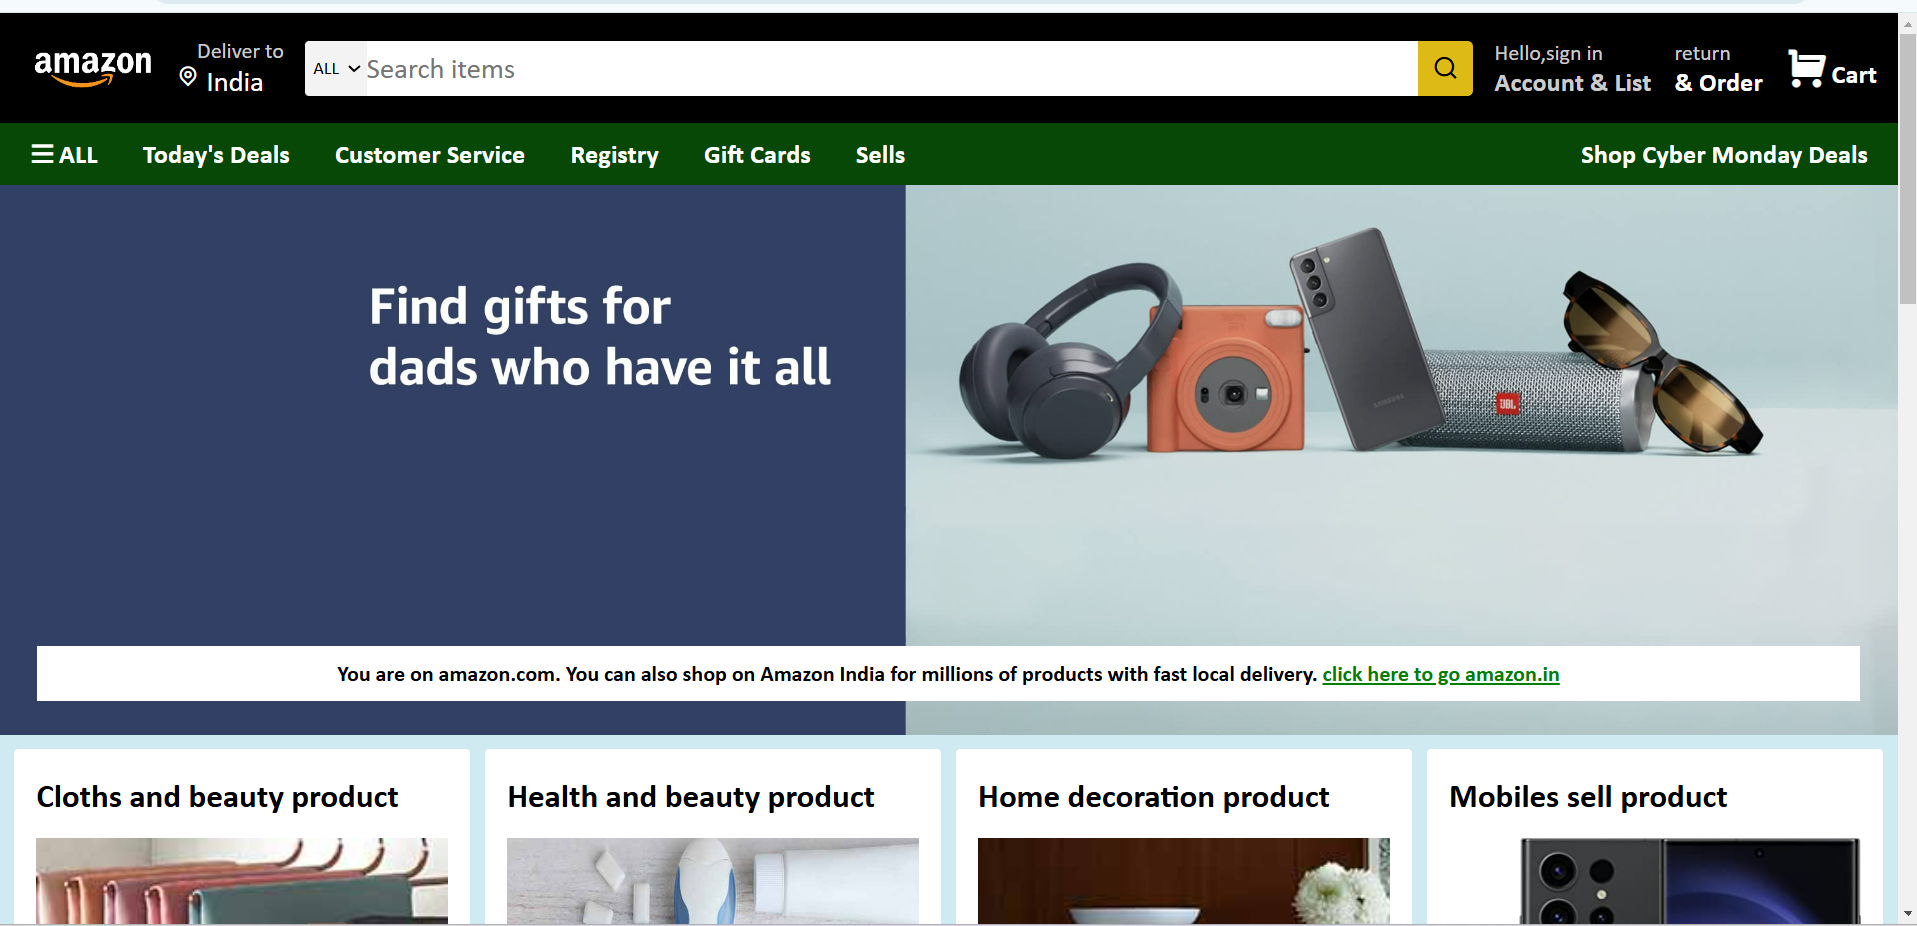 amazon
Deliver to
India
ALL
Search items
Hello,sign in
Account & List
return
& Order
Cart
ALL
Today's Deals
Customer Service
Registry
Gift Cards
Sells
Shop Cyber Monday Deals
Find gifts for
dads who have it all
SAMSUNG
JBL
You are on amazon.com. You can also shop on Amazon India for millions of products with fast local delivery. click here to go amazon.in
Cloths and beauty product
Health and beauty product
Home decoration product
Mobiles sell product